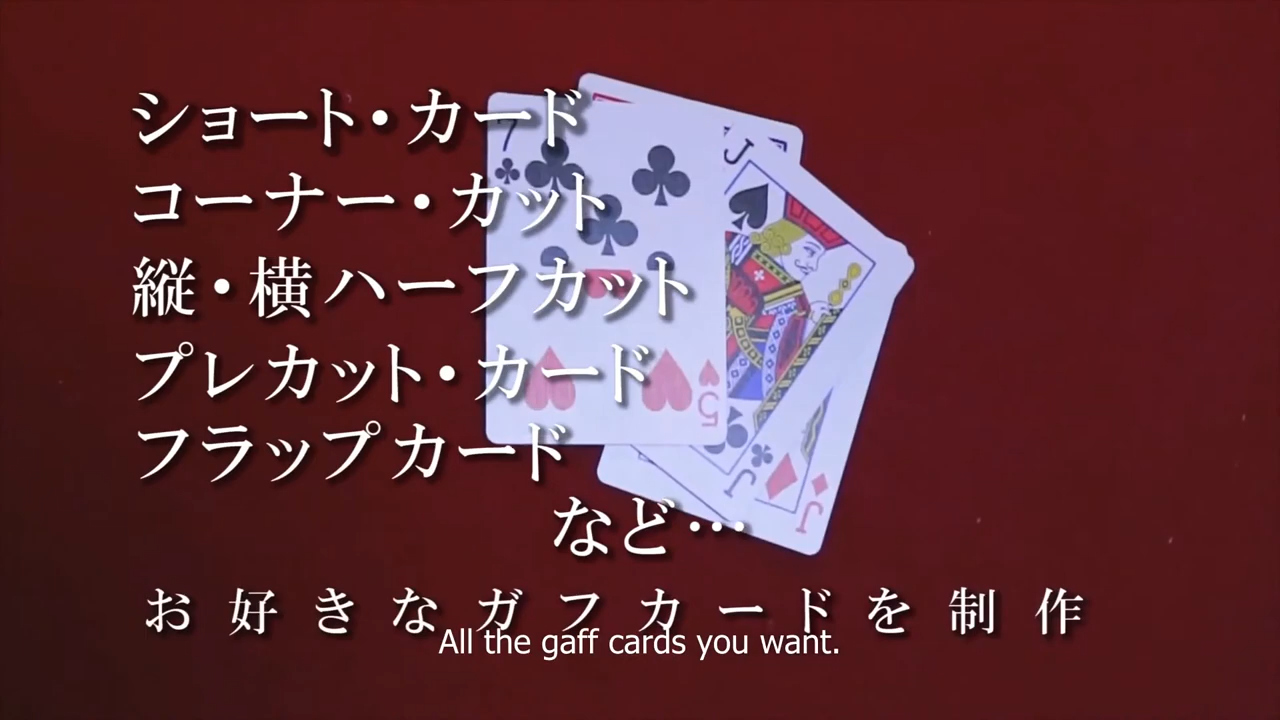 ショート・カード
コーナー・カット
縦・横ハーフカット
プレカット・カード
フラップカード
など…
お好きなガフカードを制作
All the gaff cards you want.
7
J
5
J
J